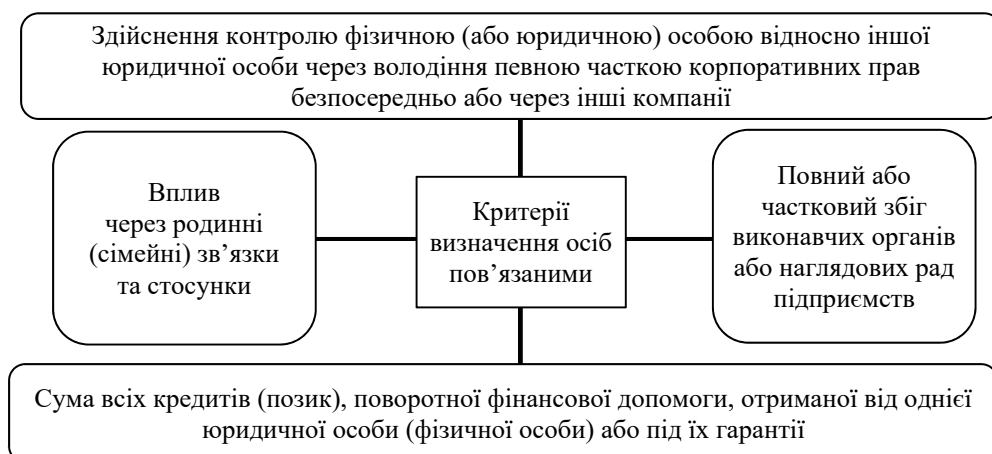 Здійснення контролю фізичною (або юридичною) особою відносно іншої
юридичної особи через володіння певною часткою корпоративних прав
безпосередньо або через інші компанії
Вплив
через родинні
(сімейні) зв’язки
та стосунки
Критерії
визначення осіб
пов’язаними
Повний або
частковий збіг
виконавчих органів
або наглядових рад
підприємств
Сума всіх кредитів (позик), поворотної фінансової допомоги, отриманої від однієї
юридичної особи (фізичної особи) або під їх гарантії